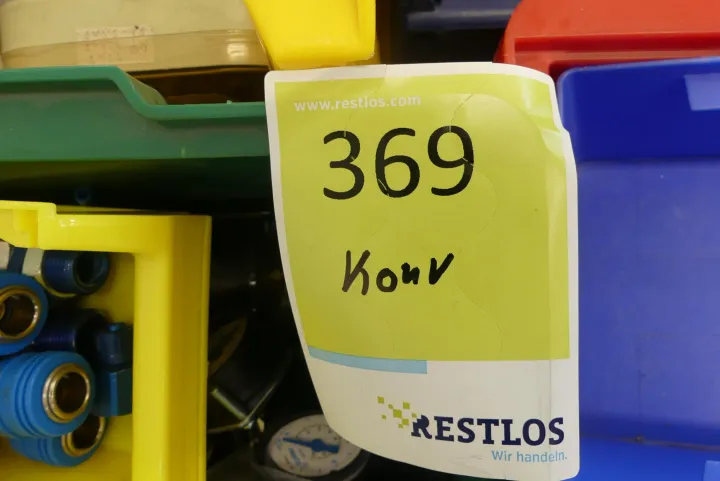 www.restlos.com
369
Konv
RESTLOS
Wir handeln.